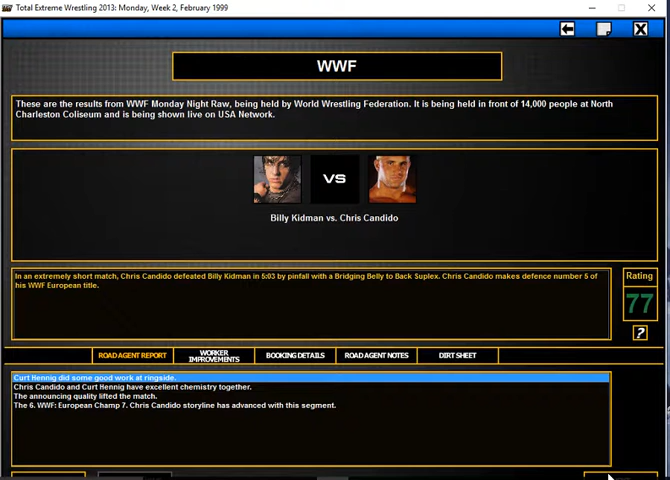 Total Extreme Wrestling 2013: Monday, Week 2, February 1999
WWF
These are the results from WWF Monday Night Raw, being held by World Wrestling Federation. It is being held in front of 14,000 people at North
Charleston Coliseum and is being shown live on USA Network.
VS
Billy Kidman vs. Chris Candido
In an extremely short match, Chris Candido defeated Billy Kidman in 5:03 by pinfall with a Bridging Belly to Back Suplex. Chris Candido makes defence number 5 of
his WWF European title.
Rating
77
?
ROAD AGENT REPORT
WORKER
IMPROVEMENTS
BOOKING DETAILS
ROAD AGENT NOTES
DIRT SHEET
Curt Hennig did some good work at ringside.
Chris Candido and Curt Hennig have excellent chemistry together.
The announcing quality lifted the match.
The 6. WWF: European Champ 7. Chris Candido storyline has advanced with this segment.